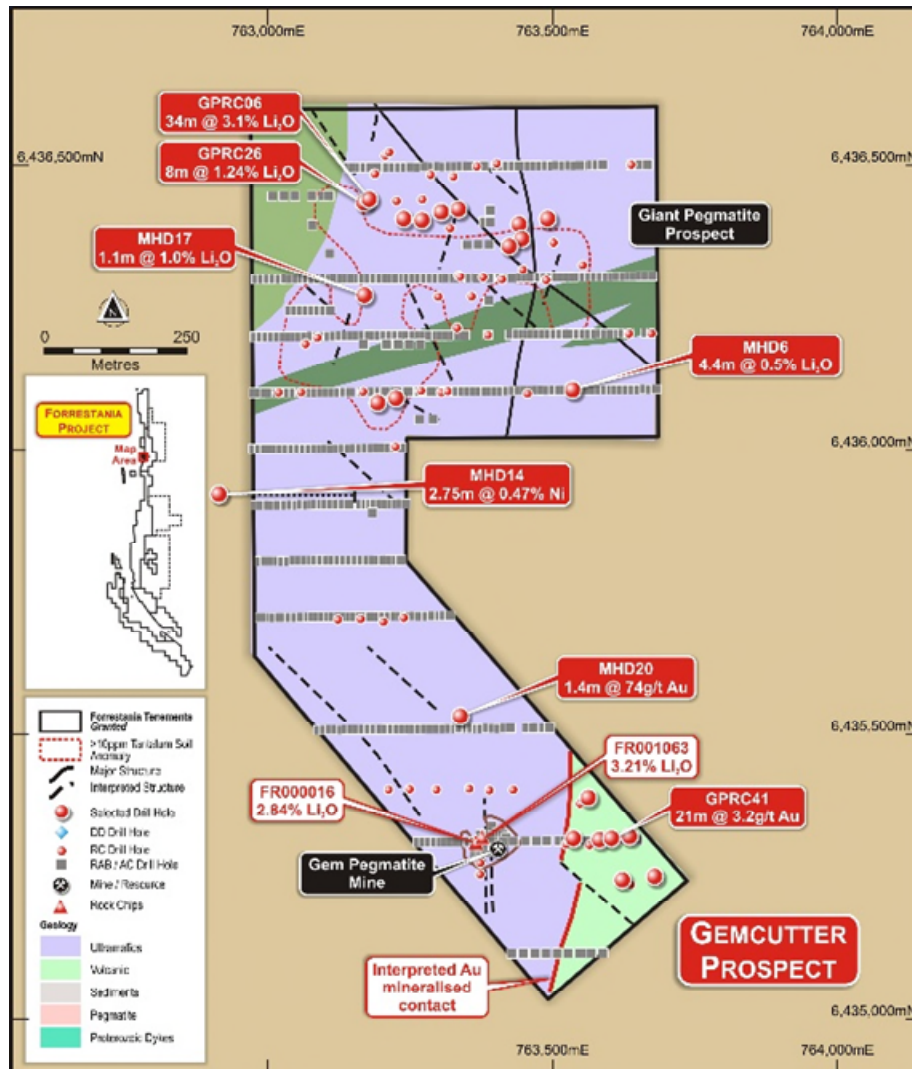 763,000mE
763,500mE
764,000mE
GPRC06
34m @ 3.1% Li₂O
6,436,500mN
6,436,500mN
GPRC26
8m @ 1.24% Li₂O
Giant Pegmatite
Prospect
MHD17
1.1m @ 1.0% Li₂O
N
0
250
Metres
MHD6
4.4m @ 0.5% Li₂O
FORRESTANIA
PROJECT
Map
Area
6,436,000mN
MHD14
2.75m @ 0.47% Ni
MHD20
1.4m @ 74g/t Au
6,435,500mN
FR001063
3.21% Li₂O
FR000016
2.84% Li₂O
GPRC41
21m @ 3.2g/t Au
Gem Pegmatite
Mine
GEMCUTTER
PROSPECT
Interpreted Au
mineralised
contact
6,435,000mN
Forrestania Tenements
Granted
>10ppm Tantalum Soil
Anomaly
Major Structure
Interpreted Structure
Selected Drill Hole
DD Drill Hole
RC Drill Hole
RAB / AC Drill Hole
Mine / Resource
Rock Chips
Geology
Ultramafics
Volcanic
Sediments
Pegmatite
Proterozoic Dykes
763,500mE
764,000mE